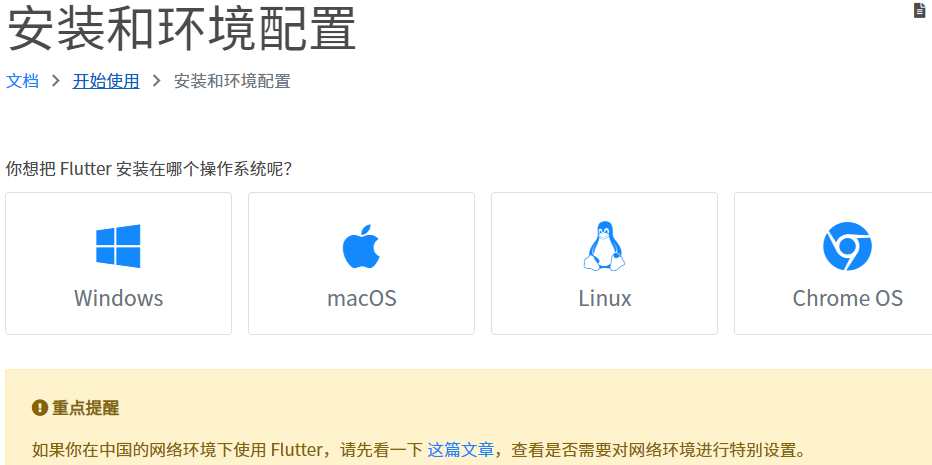 安装和环境配置
文档 > 开始使用 > 安装和环境配置
你想把 Flutter 安装在哪个操作系统呢？
Windows macOS Linux Chrome OS
重点提醒
如果你在中国的网络环境下使用 Flutter，请先看一下 这篇文章，查看是否需要对网络环境进行特别设置。